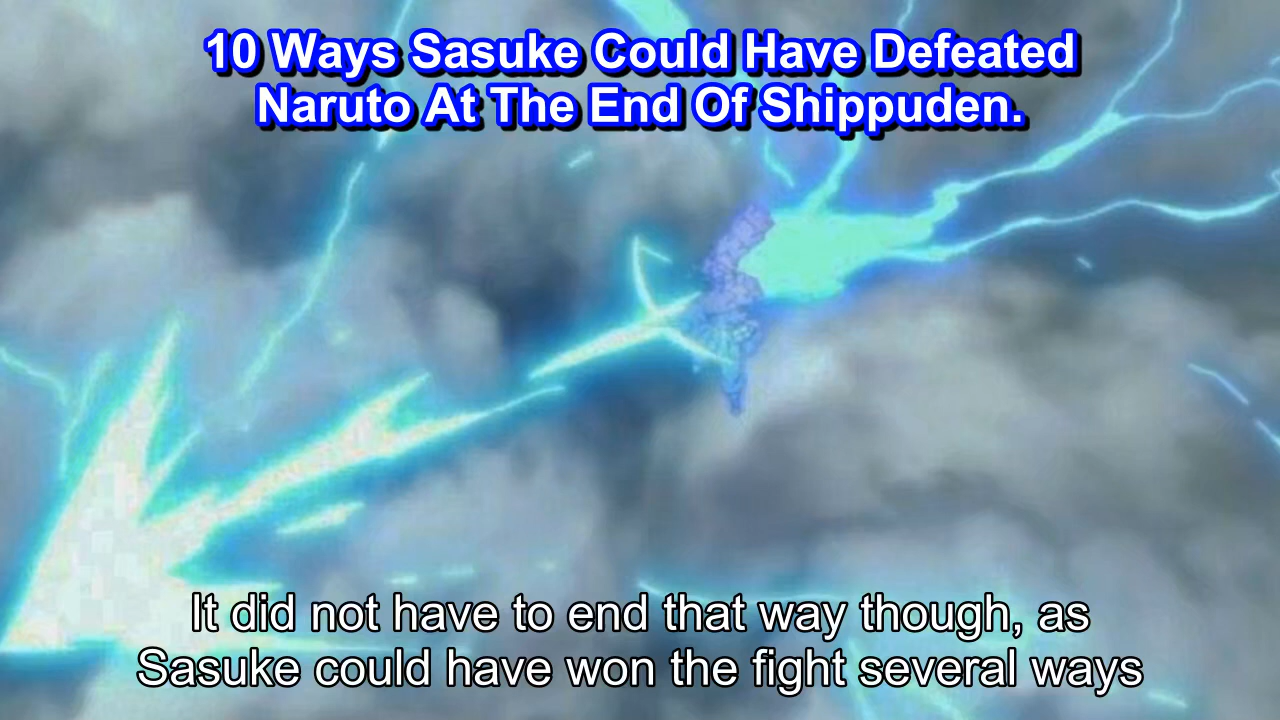 10 Ways Sasuke Could Have Defeated
Naruto At The End Of Shippuden.
It did not have to end that way though, as
Sasuke could have won the fight several ways